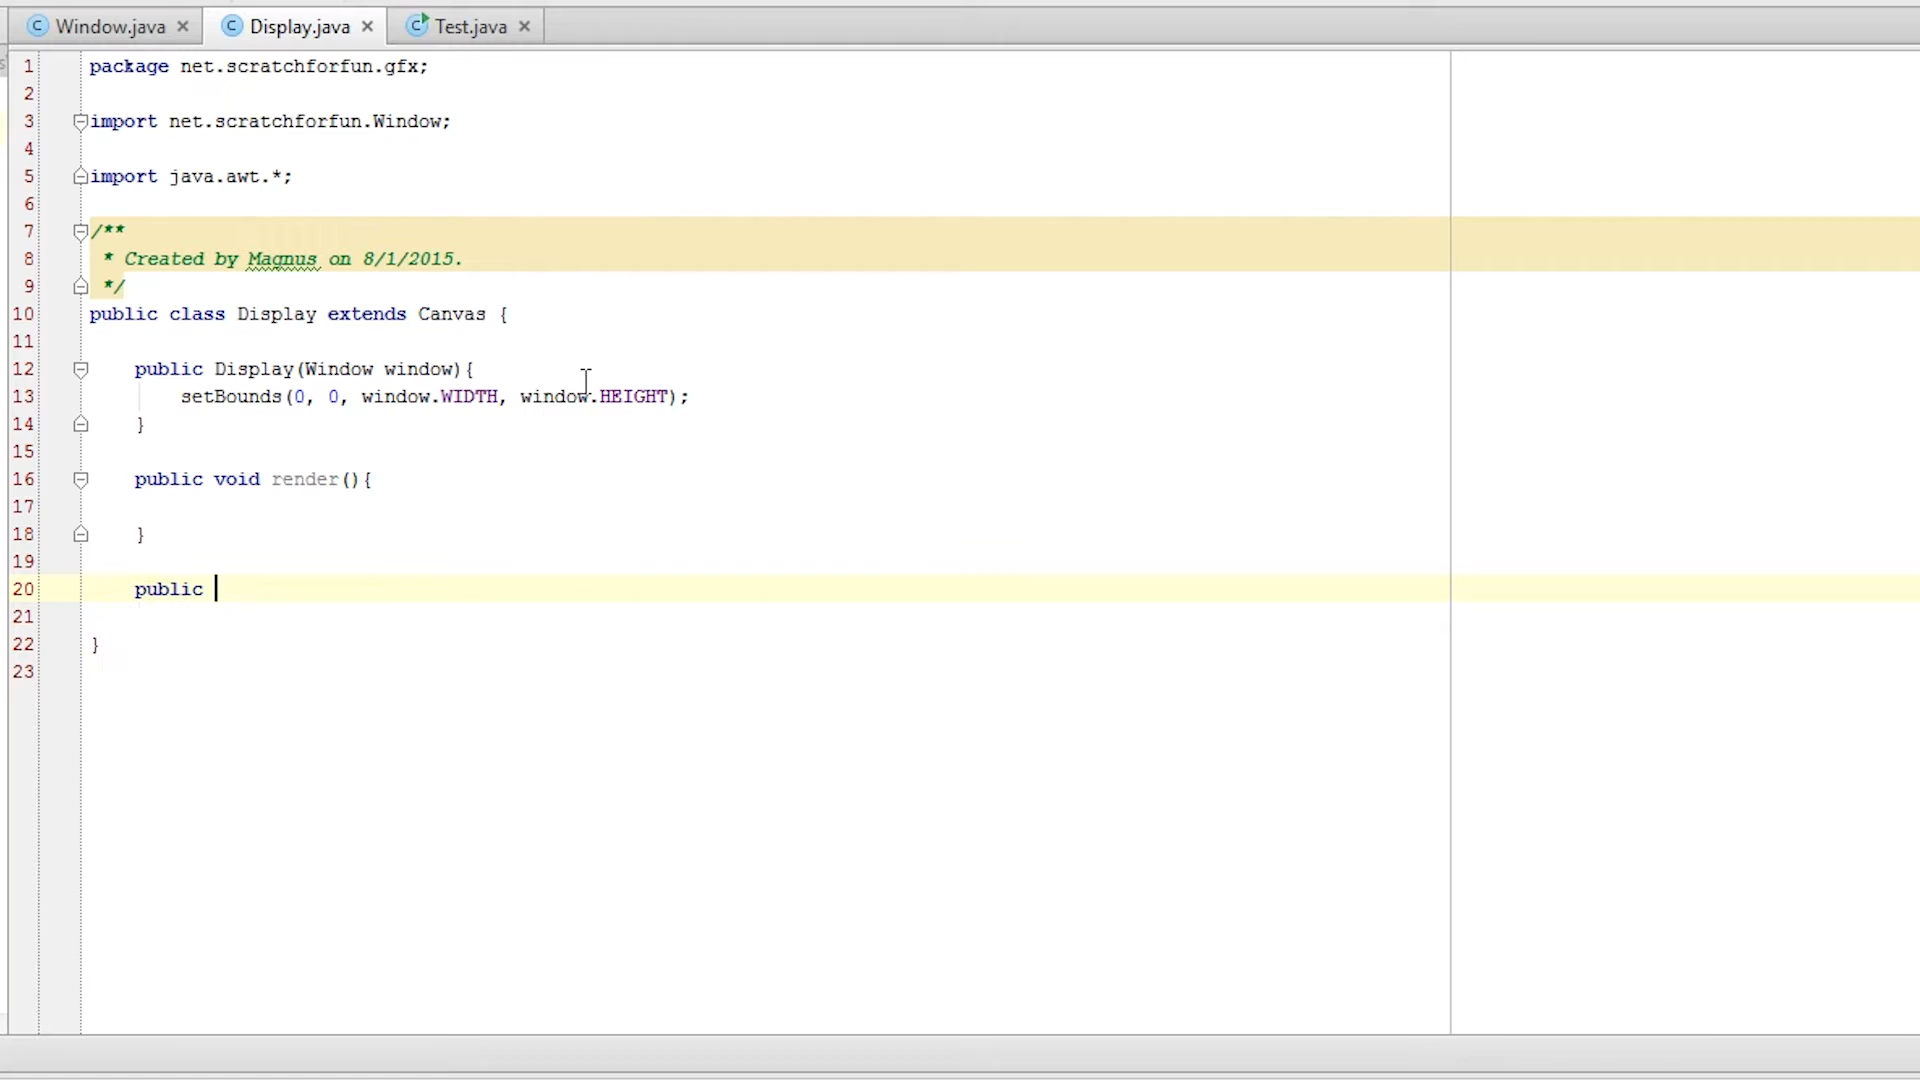 Window.java Display.java Test.java
1 package net.scratchforfun.gfx;
2
3 import net.scratchforfun.Window;
4
5 import java.awt.*;
6
7 /**
8 * Created by Magnus on 8/1/2015.
9 */
10 public class Display extends Canvas {
11
12 public Display(Window window){
13 setBounds(0, 0, window.WIDTH, window.HEIGHT);
14 }
15
16 public void render(){
17
18 }
19
20 public
21
22 }
23